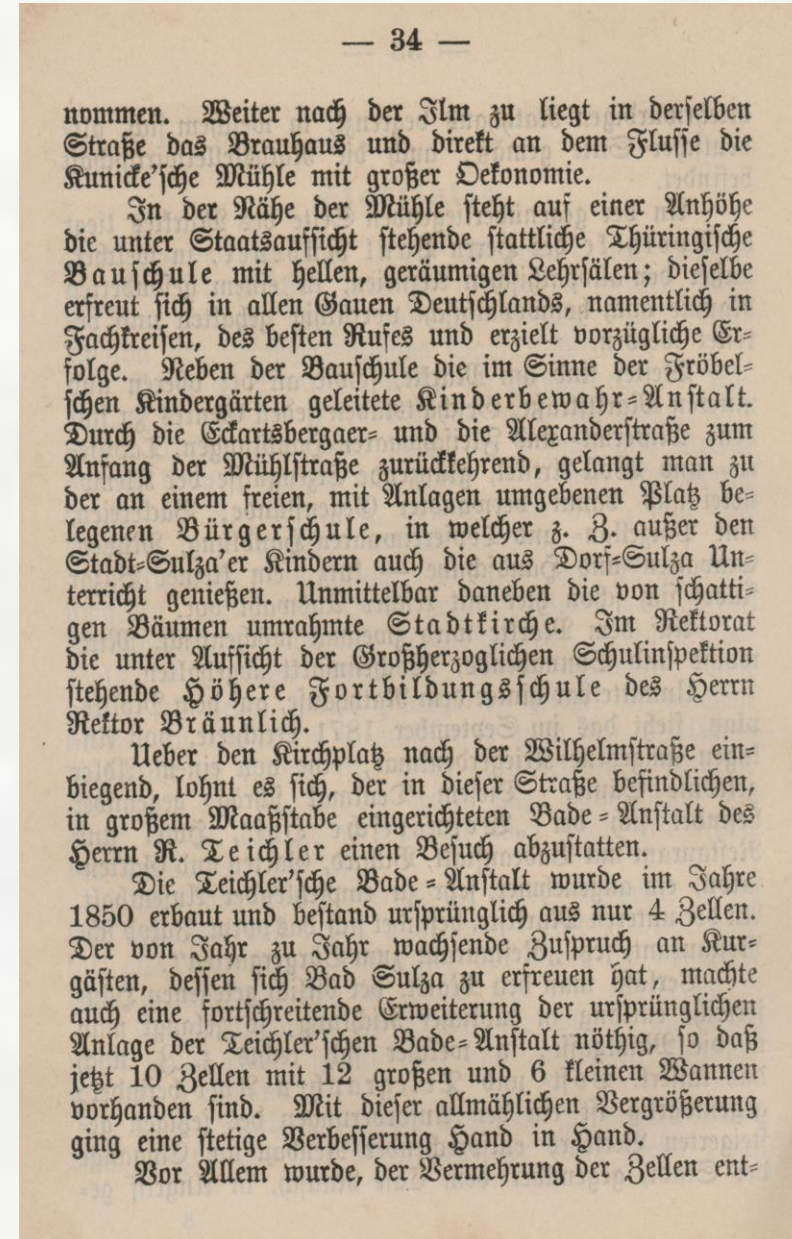 — 34 —
nommen. Weiter nach der Ilm zu liegt in derselben
Straße das Brauhaus und direkt an dem Flusse die
Kunicke'sche Mühle mit großer Oekonomie.
In der Nähe der Mühle steht auf einer Anhöhe
die unter Staatsaufsicht stehende stattliche Thüringische
Bauschule mit hellen, geräumigen Lehrsälen; dieselbe
erfreut sich in allen Gauen Deutschlands, namentlich in
Fachkreisen, des besten Rufes und erzielt vorzügliche Er-
folge. Neben der Bauschule die im Sinne der Fröbel-
schen Kindergärten geleitete Kinderbewahr-Anstalt.
Durch die Eckartsbergaer- und die Alexanderstraße zum
Anfang der Mühlstraße zurückkehrend, gelangt man zu
der an einem freien, mit Anlagen umgebenen Platz be-
legenen Bürgerschule, in welcher z. Z. außer den
Stadt-Sulza'er Kindern auch die aus Dorf-Sulza Un-
terricht genießen. Unmittelbar daneben die von schatti-
gen Bäumen umrahmte Stadtkirche. Im Rektorat
die unter Aufsicht der Großherzoglichen Schulinspektion
stehende Höhere Fortbildungsschule des Herrn
Rektor Bräunlich.
Ueber den Kirchplatz nach der Wilhelmstraße ein-
biegend, lohnt es sich, der in dieser Straße befindlichen,
in großem Maaßstabe eingerichteten Bade-Anstalt des
Herrn R. Teichler einen Besuch abzustatten.
Die Teichler'sche Bade-Anstalt wurde im Jahre
1850 erbaut und bestand ursprünglich aus nur 4 Zellen.
Der von Jahr zu Jahr wachsende Zuspruch an Kur-
gästen, dessen sich Bad Sulza zu erfreuen hat, machte
auch eine fortschreitende Erweiterung der ursprünglichen
Anlage der Teichler'schen Bade-Anstalt nöthig, so daß
jetzt 10 Zellen mit 12 großen und 6 kleinen Wannen
vorhanden sind. Mit dieser allmählichen Vergrößerung
ging eine stetige Verbesserung Hand in Hand.
Vor Allem wurde, der Vermehrung der Zellen ent-